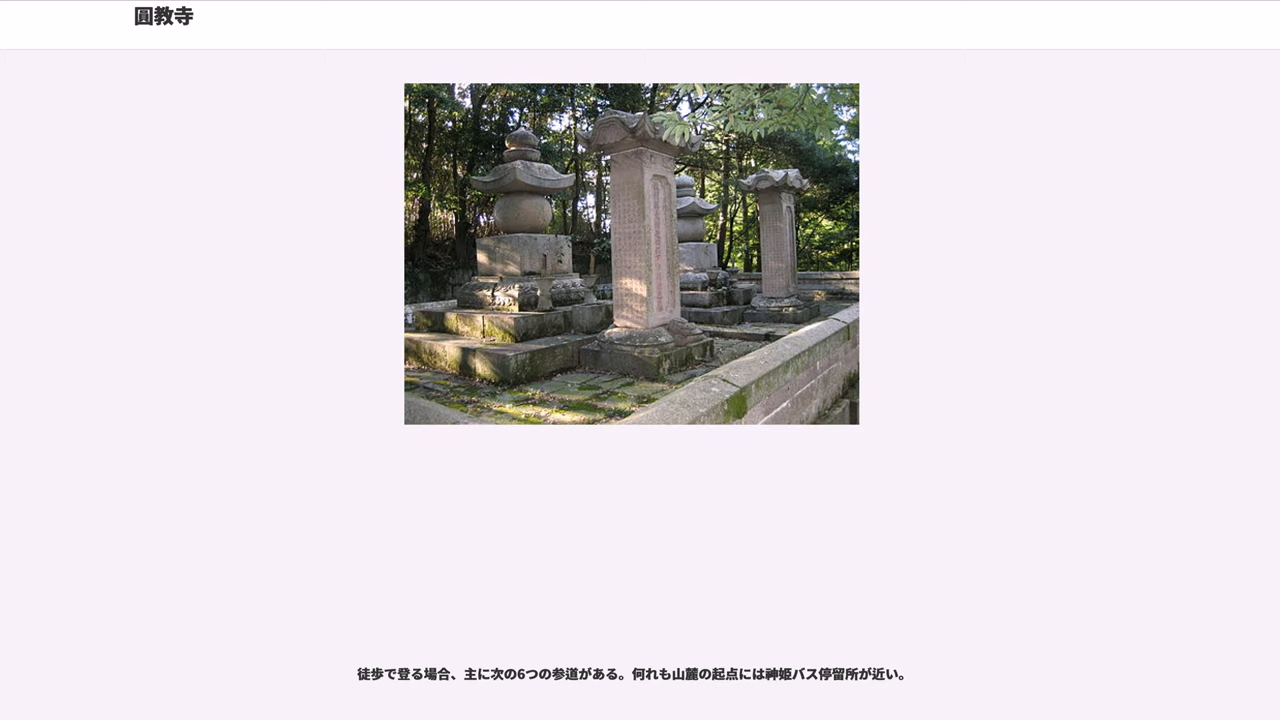 圓教寺
徒歩で登る場合、主に次の6つの参道がある。何れも山麓の起点には神姫バス停留所が近い。